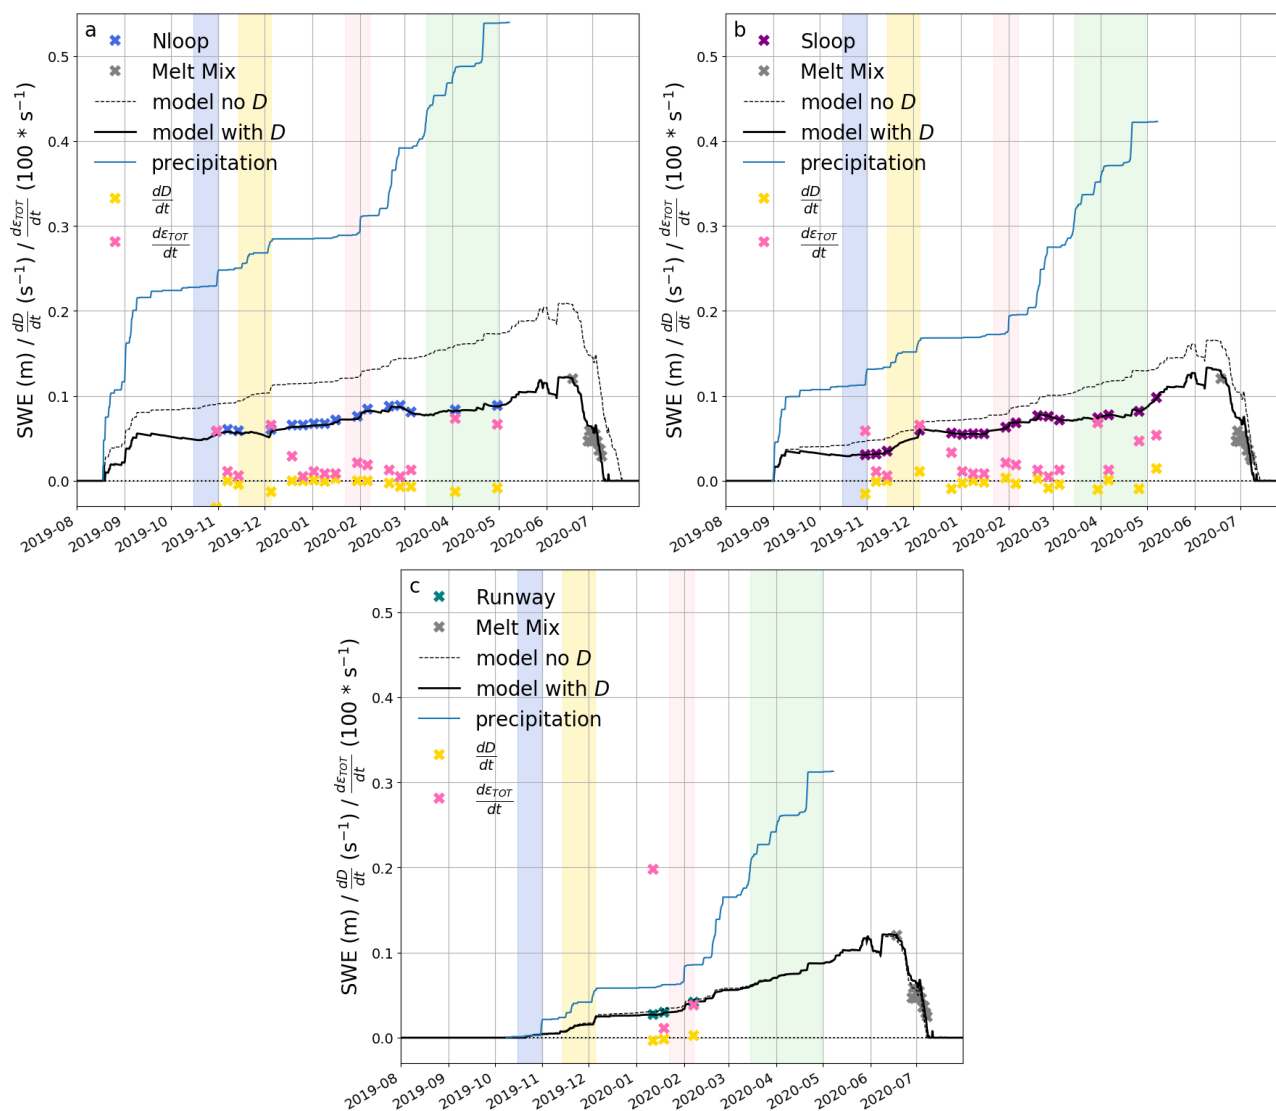 a
Nloop
Melt Mix
model no D
model with D
precipitation
dD/dt
dε_TOT/dt
SWE (m) / dD/dt (s⁻¹) / dε_TOT/dt (100 * s⁻¹)
0.5
0.4
0.3
0.2
0.1
0.0
2019-08
2019-09
2019-10
2019-11
2019-12
2020-01
2020-02
2020-03
2020-04
2020-05
2020-06
2020-07
b
Sloop
Melt Mix
model no D
model with D
precipitation
dD/dt
dε_TOT/dt
SWE (m) / dD/dt (s⁻¹) / dε_TOT/dt (100 * s⁻¹)
0.5
0.4
0.3
0.2
0.1
0.0
2019-08
2019-09
2019-10
2019-11
2019-12
2020-01
2020-02
2020-03
2020-04
2020-05
2020-06
2020-07
c
Runway
Melt Mix
model no D
model with D
precipitation
dD/dt
dε_TOT/dt
SWE (m) / dD/dt (s⁻¹) / dε_TOT/dt (100 * s⁻¹)
0.5
0.4
0.3
0.2
0.1
0.0
2019-08
2019-09
2019-10
2019-11
2019-12
2020-01
2020-02
2020-03
2020-04
2020-05
2020-06
2020-07